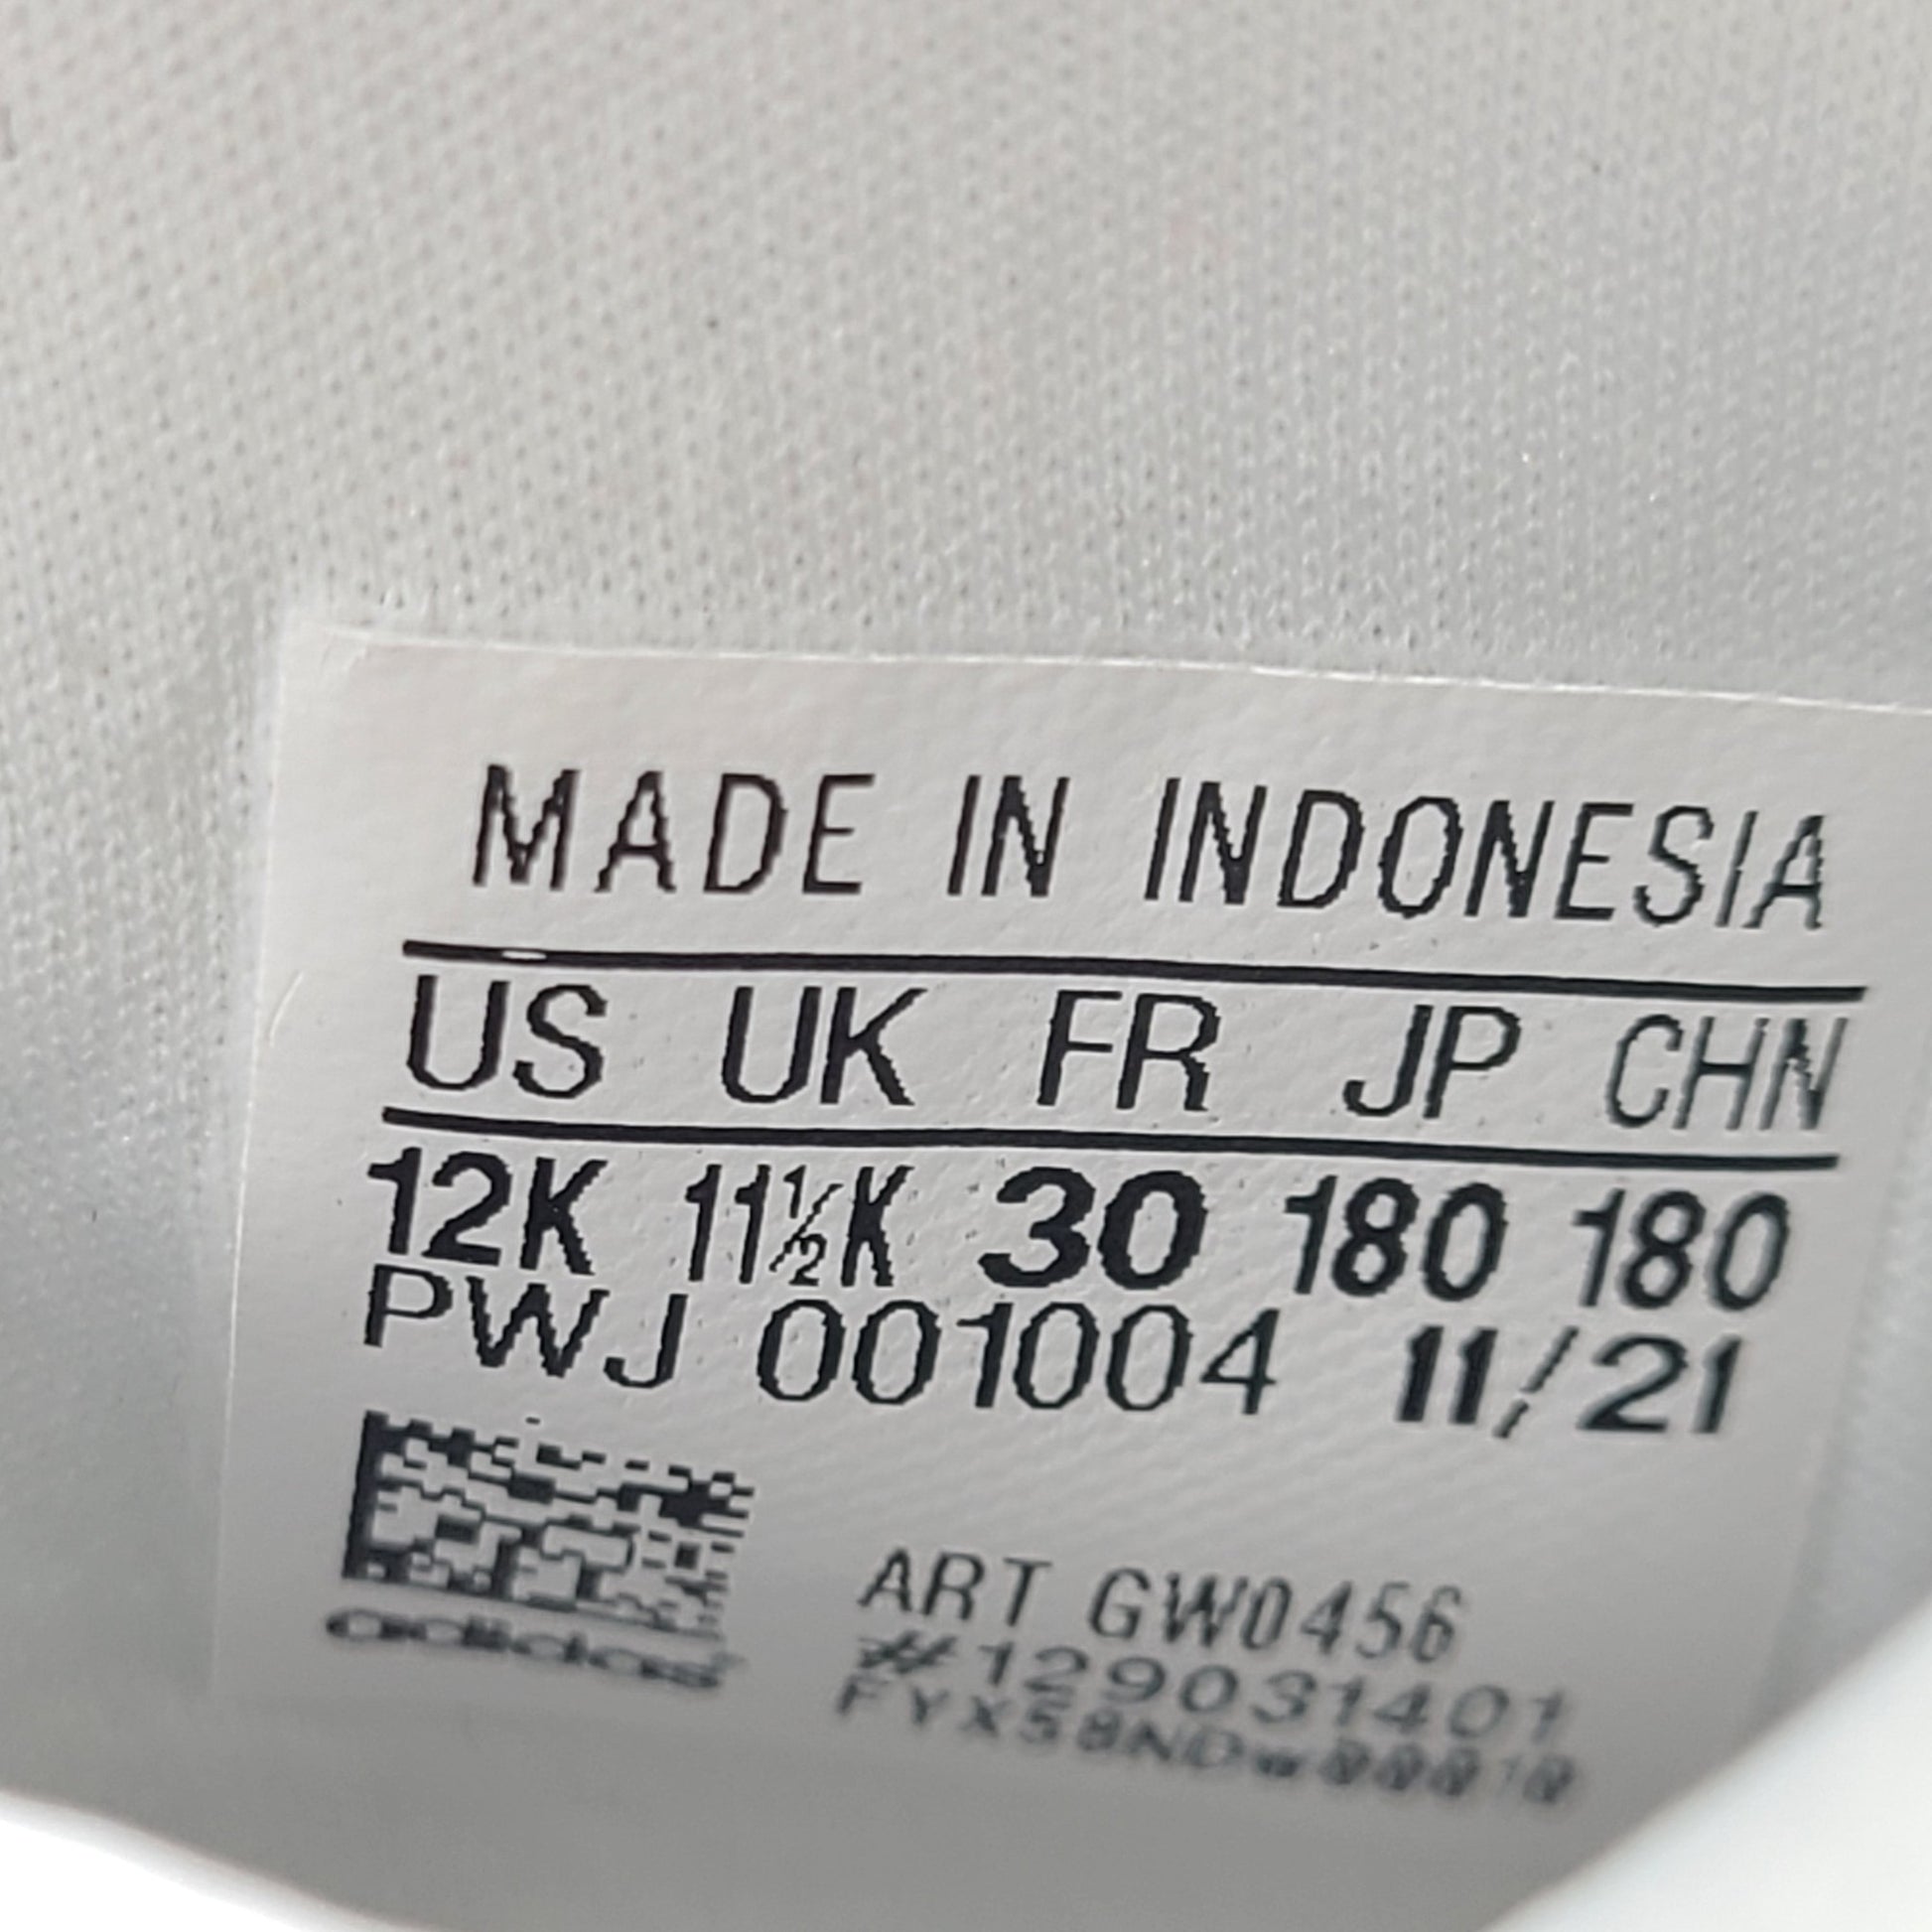 MADE IN INDONESIA
US UK FR JP CHN
12K 11½K 30 180 180
PWJ 001004 11/21
adidas
ART GW0456
#129031401